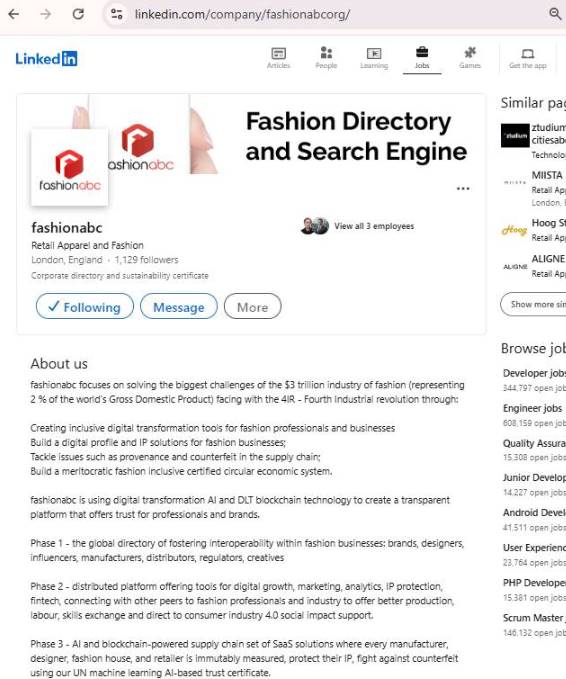 linkedin.com/company/fashionabcorg/
Linked in
Articles
People
Learning
Jobs
Games
Get the app
Fashion Directory
and Search Engine
ashionabc
fashionabc
fashionabc
Retail Apparel and Fashion
London, England · 1,129 followers
Corporate directory and sustainability certificate
View all 3 employees
Following
Message
More
About us
fashionabc focuses on solving the biggest challenges of the $3 trillion industry of fashion (representing
2 % of the world's Gross Domestic Product) facing with the 4IR - Fourth Industrial revolution through:
Creating inclusive digital transformation tools for fashion professionals and businesses
Build a digital profile and IP solutions for fashion businesses;
Tackle issues such as provenance and counterfeit in the supply chain;
Build a meritocratic fashion inclusive certified circular economic system.
fashionabc is using digital transformation AI and DLT blockchain technology to create a transparent
platform that offers trust for professionals and brands.
Phase 1 - the global directory of fostering interoperability within fashion businesses: brands, designers,
influencers, manufacturers, distributors, regulators, creatives
Phase 2 - distributed platform offering tools for digital growth, marketing, analytics, IP protection,
fintech, connecting with other peers to fashion professionals and industry to offer better production,
labour, skills exchange and direct to consumer industry 4.0 social impact support.
Phase 3 - AI and blockchain-powered supply chain set of SaaS solutions where every manufacturer,
designer, fashion house, and retailer is immutably measured, protect their IP, fight against counterfeit
using our UN machine learning AI-based trust certificate.
Similar pag
ztudium
ztudium
citiesabc
Technolo
MIISTA
MIISTA
Retail App
London, E
Hoog
Hoog St
Retail App
ALIGNE
ALIGNE
Retail App
Show more sim
Browse job
Developer jobs
344,797 open jobs
Engineer jobs
608,159 open jobs
Quality Assura
15,308 open jobs
Junior Develop
14,227 open jobs
Android Devel
41,511 open jobs
User Experienc
23,764 open jobs
PHP Developer
15,381 open jobs
Scrum Master j
146,132 open job